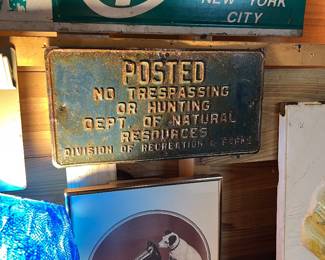 NEW YORK
CITY
POSTED
NO TRESPASSING
OR HUNTING
DEPT. OF NATURAL
RESOURCES
DIVISION OF RECREATION & PARKS